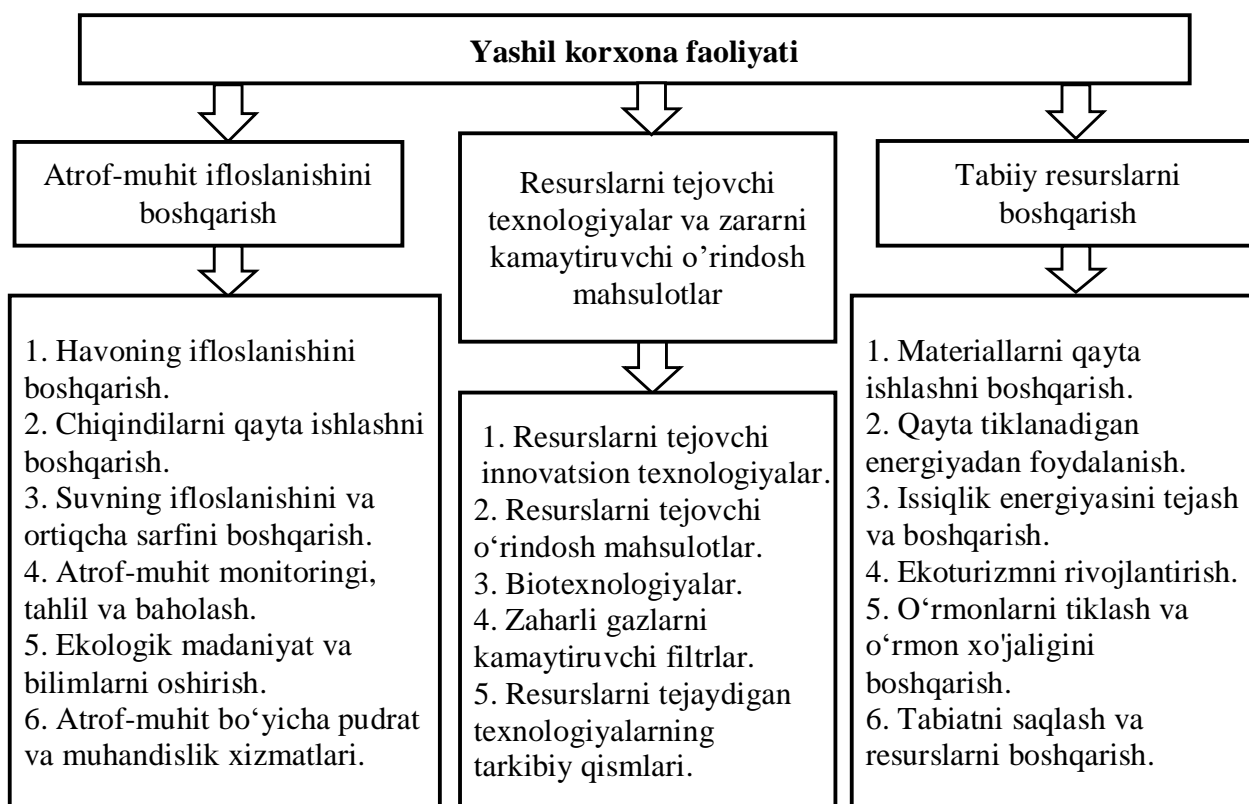 Yashil korxona faoliyati
Atrof-muhit ifloslanishini
boshqarish
Resurslarni tejovchi
texnologiyalar va zararni
kamaytiruvchi o’rindosh
mahsulotlar
Tabiiy resurslarni
boshqarish
1. Havoning ifloslanishini
boshqarish.
2. Chiqindilarni qayta ishlashni
boshqarish.
3. Suvning ifloslanishini va
ortiqcha sarfini boshqarish.
4. Atrof-muhit monitoringi,
tahlil va baholash.
5. Ekologik madaniyat va
bilimlarni oshirish.
6. Atrof-muhit bo‘yicha pudrat
va muhandislik xizmatlari.
1. Resurslarni tejovchi
innovatsion texnologiyalar.
2. Resurslarni tejovchi
o‘rindosh mahsulotlar.
3. Biotexnologiyalar.
4. Zaharli gazlarni
kamaytiruvchi filtrlar.
5. Resurslarni tejaydigan
texnologiyalarning
tarkibiy qismlari.
1. Materiallarni qayta
ishlashni boshqarish.
2. Qayta tiklanadigan
energiyadan foydalanish.
3. Issiqlik energiyasini tejash
va boshqarish.
4. Ekoturizmni rivojlantirish.
5. O‘rmonlarni tiklash va
o‘rmon xo'jaligini
boshqarish.
6. Tabiatni saqlash va
resurslarni boshqarish.